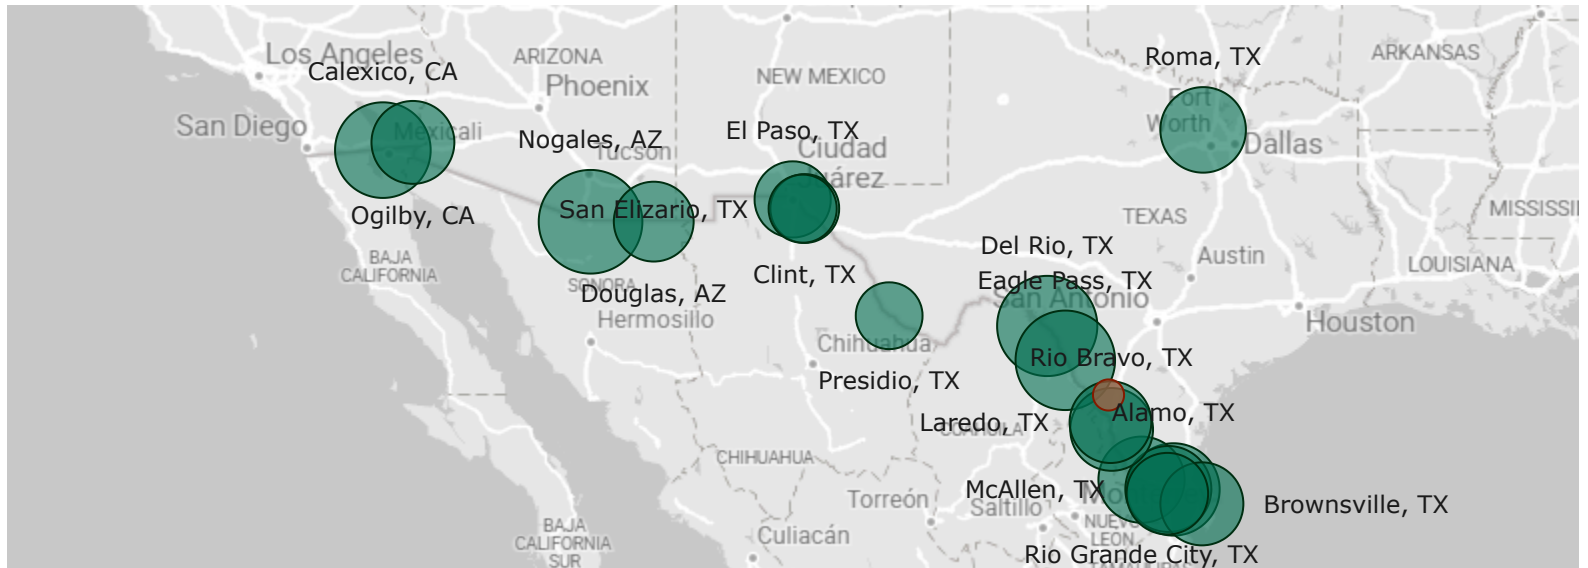 Los Angeles
Calexico, CA
ARIZONA
Phoenix
NEW MEXICO
Roma, TX
ARKANSAS
San Diego
Mexicali
Nogales, AZ
Tucson
El Paso, TX
Ciudad
Juárez
Fort
Worth
Dallas
Ogilby, CA
San Elizario, TX
TEXAS
MISSISSI
BAJA
CALIFORNIA
SONORA
Douglas, AZ
Hermosillo
Clint, TX
Del Rio, TX
Eagle Pass, TX
San Antonio
Austin
LOUISIANA
Houston
Chihuahua
Presidio, TX
Rio Bravo, TX
Laredo, TX
Alamo, TX
COAHUILA
CHIHUAHUA
Torreón
McAllen, TX
Saltillo
Brownsville, TX
NUEVO
LEÓN
Rio Grande City, TX
TAMAULIPAS
BAJA
CALIFORNIA
SUR
Culiacán